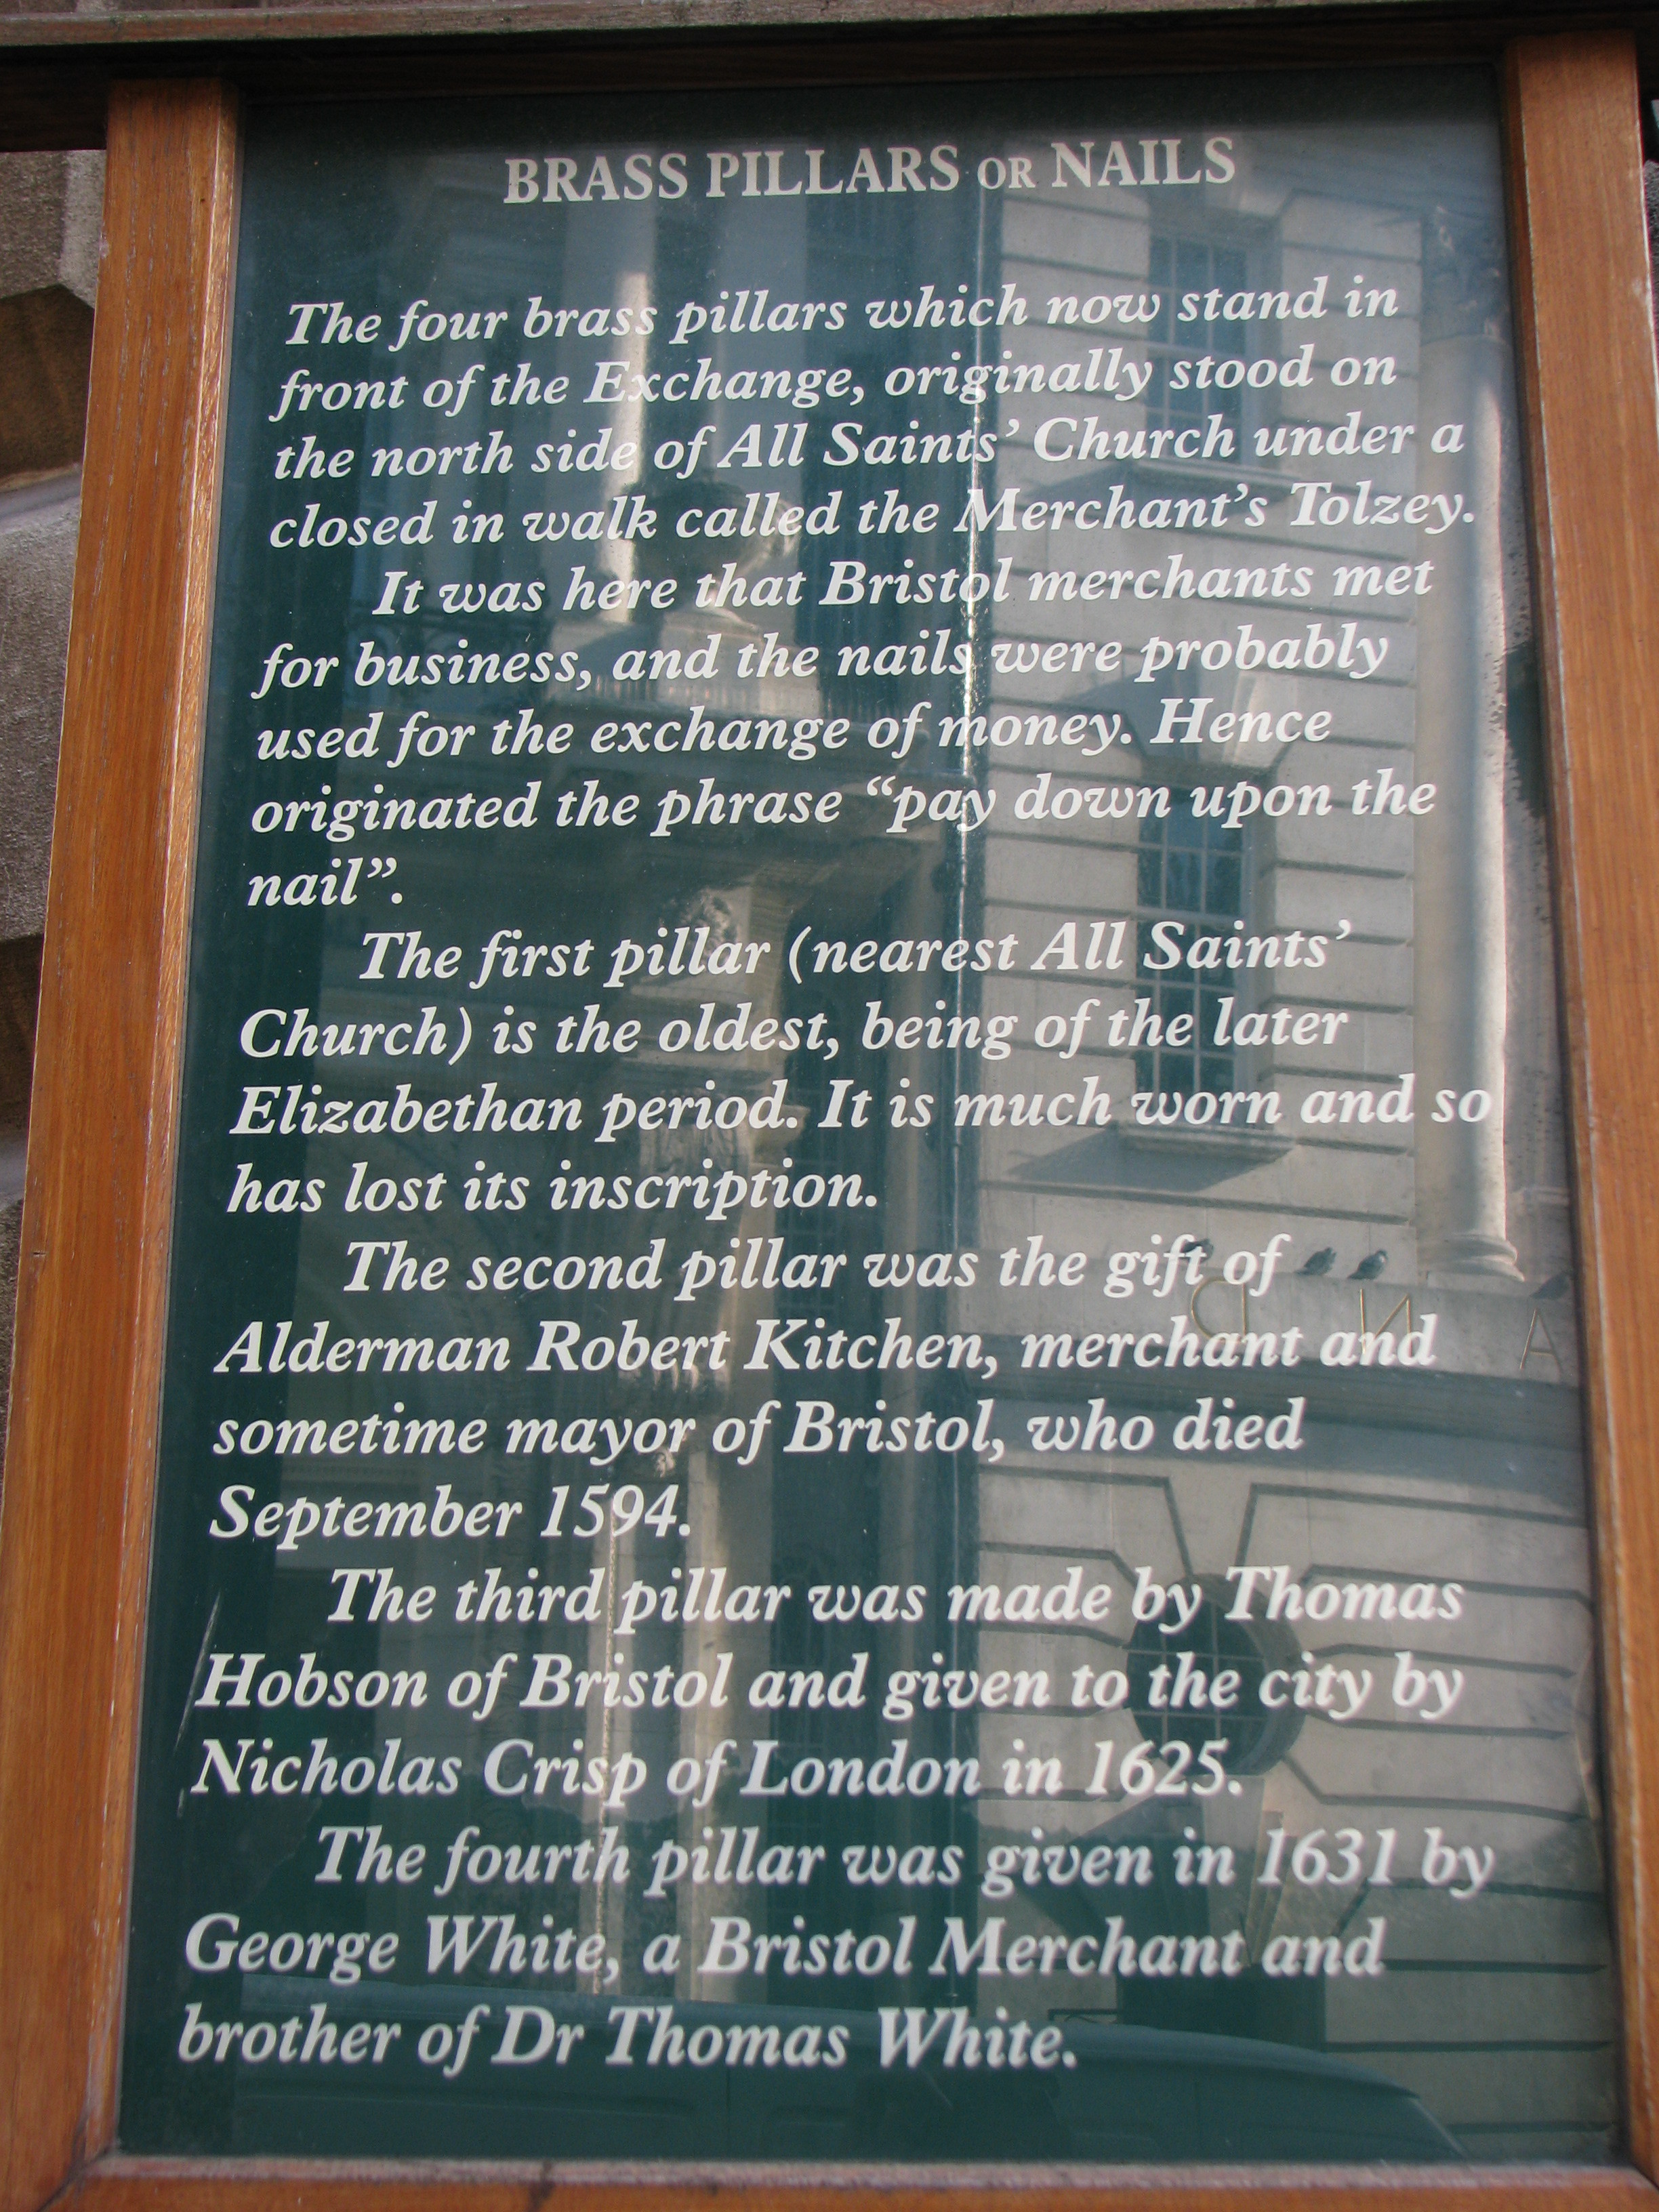 BRASS PILLARS OR NAILS
The four brass pillars which now stand in
front of the Exchange, originally stood on
the north side of All Saints' Church under a
closed in walk called the Merchant's Tolzey.
It was here that Bristol merchants met
for business, and the nails were probably
used for the exchange of money. Hence
originated the phrase “pay down upon the
nail”.
The first pillar (nearest All Saints'
Church) is the oldest, being of the later
Elizabethan period. It is much worn and so
has lost its inscription.
The second pillar was the gift of
Alderman Robert Kitchen, merchant and
sometime mayor of Bristol, who died
September 1594.
The third pillar was made by Thomas
Hobson of Bristol and given to the city by
Nicholas Crisp of London in 1625.
The fourth pillar was given in 1631 by
George White, a Bristol Merchant and
brother of Dr Thomas White.